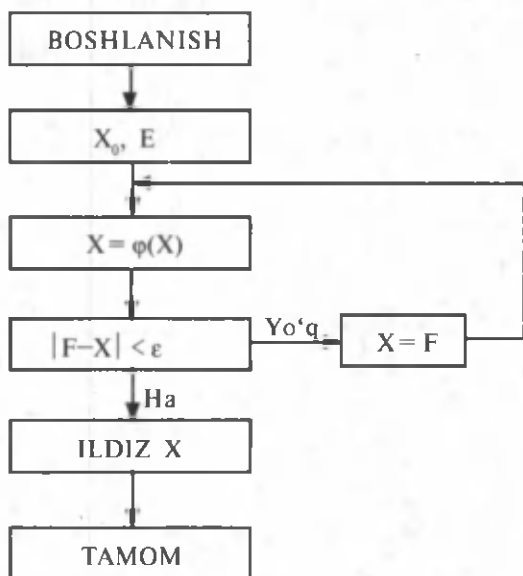 BOSHLANISH
X₀, E
X = φ(X)
|F–X| < ε
Yo‘q
X = F
Ha
ILDIZ X
TAMOM